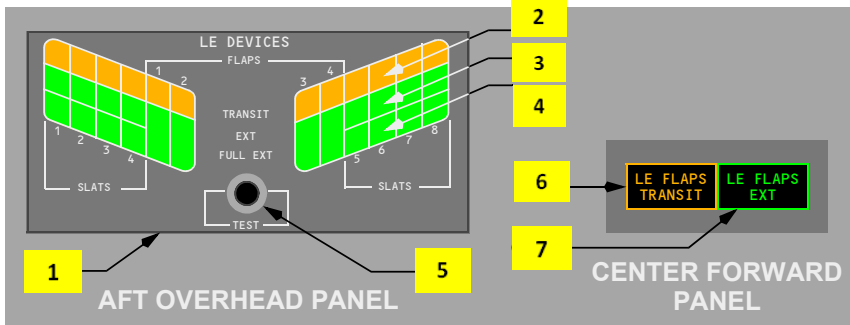 2
LE DEVICES
FLAPS
1
2
3
4
3
TRANSIT
EXT
FULL EXT
4
1
2
3
4
5
6
7
8
SLATS
SLATS
TEST
6
LE FLAPS
TRANSIT
LE FLAPS
EXT
1
5
7
AFT OVERHEAD PANEL
CENTER FORWARD
PANEL